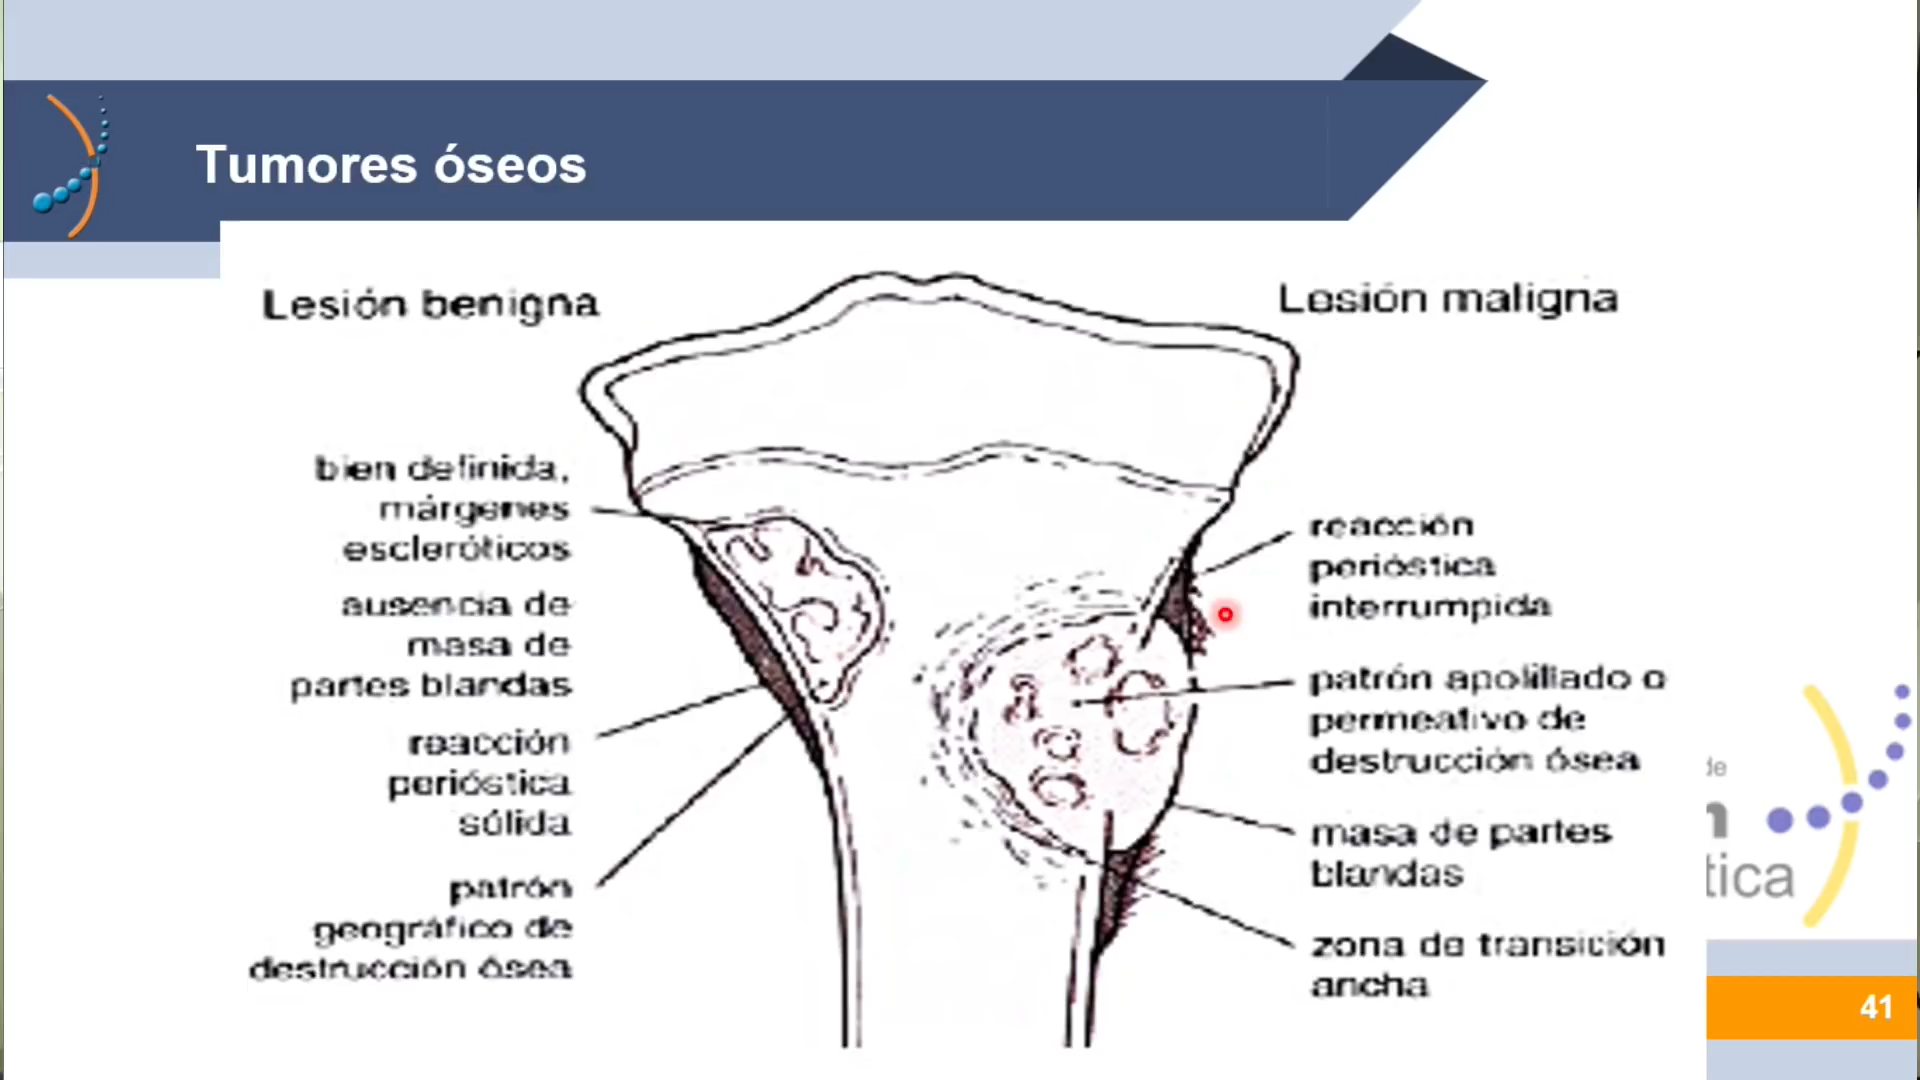 Tumores óseos
Lesión benigna
Lesión maligna
bien definida,
márgenes
escleróticos
ausencia de
masa de
partes blandas
reacción
perióstica
sólida
patrón
geográfico de
destrucción ósea
reacción
perióstica
interrumpida
patrón apolillado o
permeativo de
destrucción ósea
masa de partes
blandas
zona de transición
ancha
de
n
tica
41